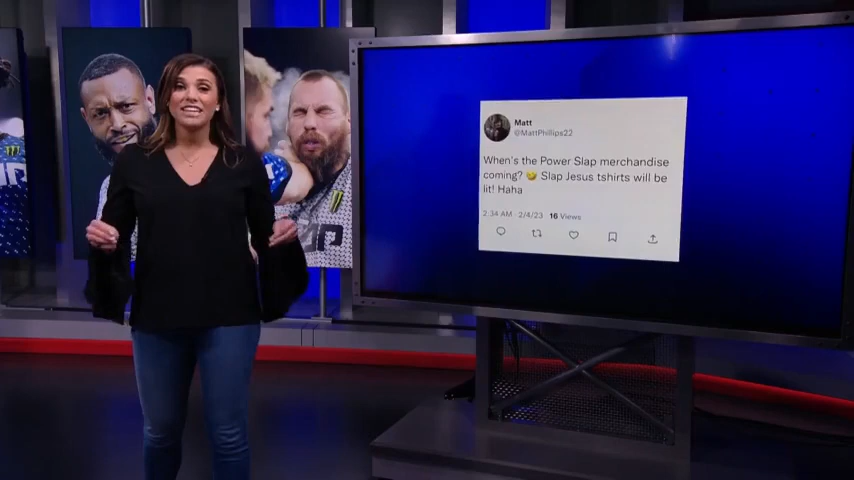 Matt
@MattPhillips22
When's the Power Slap merchandise
coming? 🤣 Slap Jesus tshirts will be
lit! Haha
2:34 AM · 2/4/23 16 Views